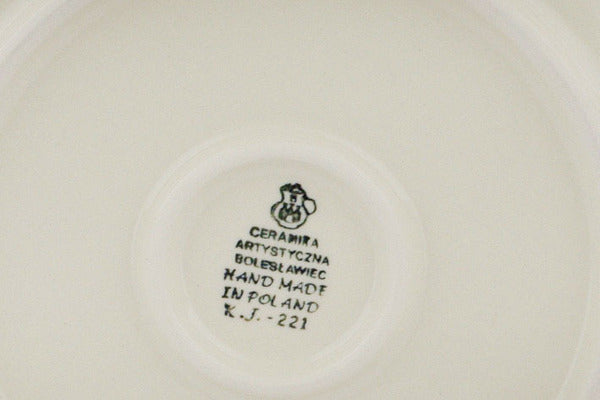 CERAMIKA
ARTYSTYCZNA
BOLESŁAWIEC
HAND MADE
IN POLAND
K.J.-221